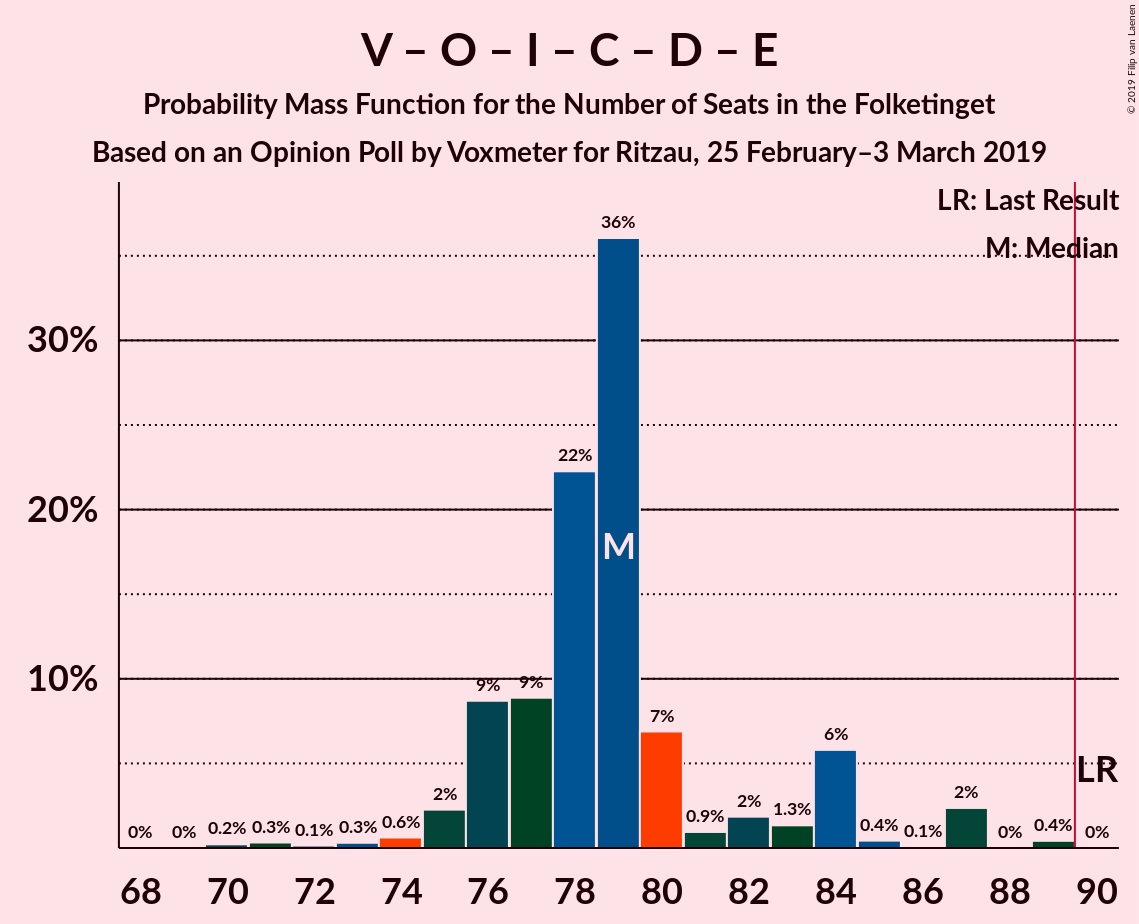 V – O – I – C – D – E
Probability Mass Function for the Number of Seats in the Folketinget
Based on an Opinion Poll by Voxmeter for Ritzau, 25 February–3 March 2019
© 2019 Filip van Laenen
LR: Last Result
M: Median
36%
30%
22%
20%
M
10%
9%
9%
7%
6%
LR
2%
2%
2%
1.3%
0.9%
0.6%
0.4%
0.4%
0.3%
0.3%
0.2%
0.1%
0.1%
0%
0%
0%
0%
68 70 72 74 76 78 80 82 84 86 88 90